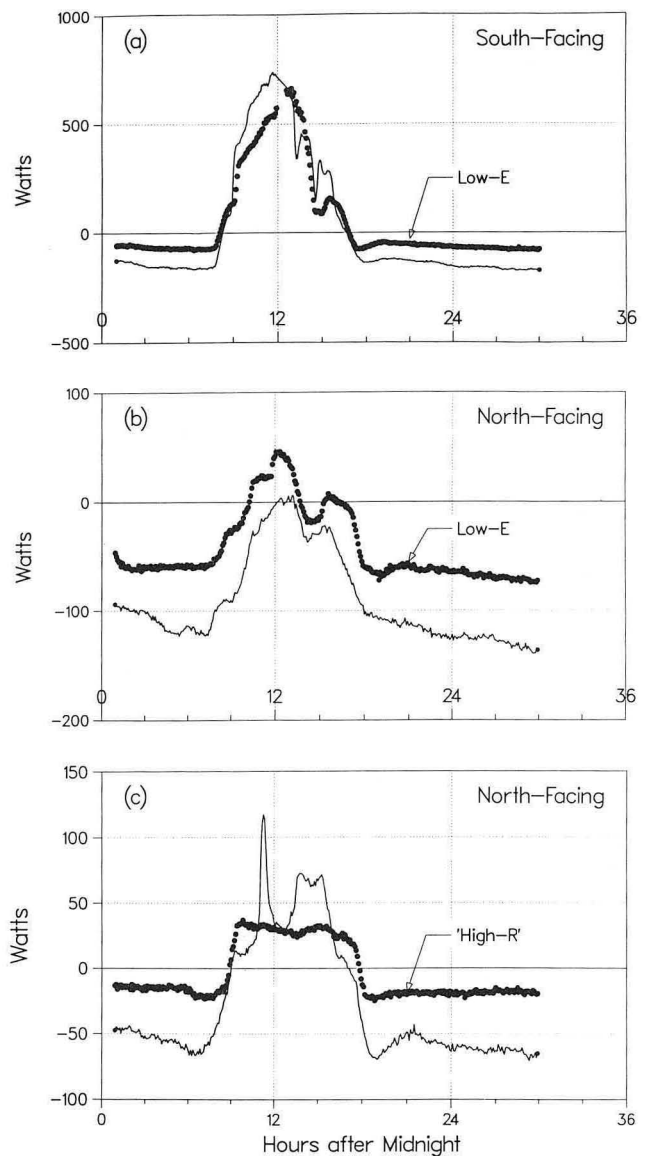 (a)
South-Facing
1000
500
0
-500
Watts
Low-E
0
12
24
36
(b)
North-Facing
100
0
-100
-200
Watts
Low-E
0
12
24
36
(c)
North-Facing
150
100
50
0
-50
-100
Watts
'High-R'
0
12
24
36
Hours after Midnight